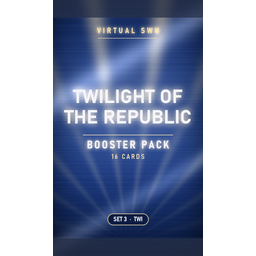 VIRTUAL SWU
TWILIGHT OF
THE REPUBLIC
BOOSTER PACK
16 CARDS
SET 3 · TWI